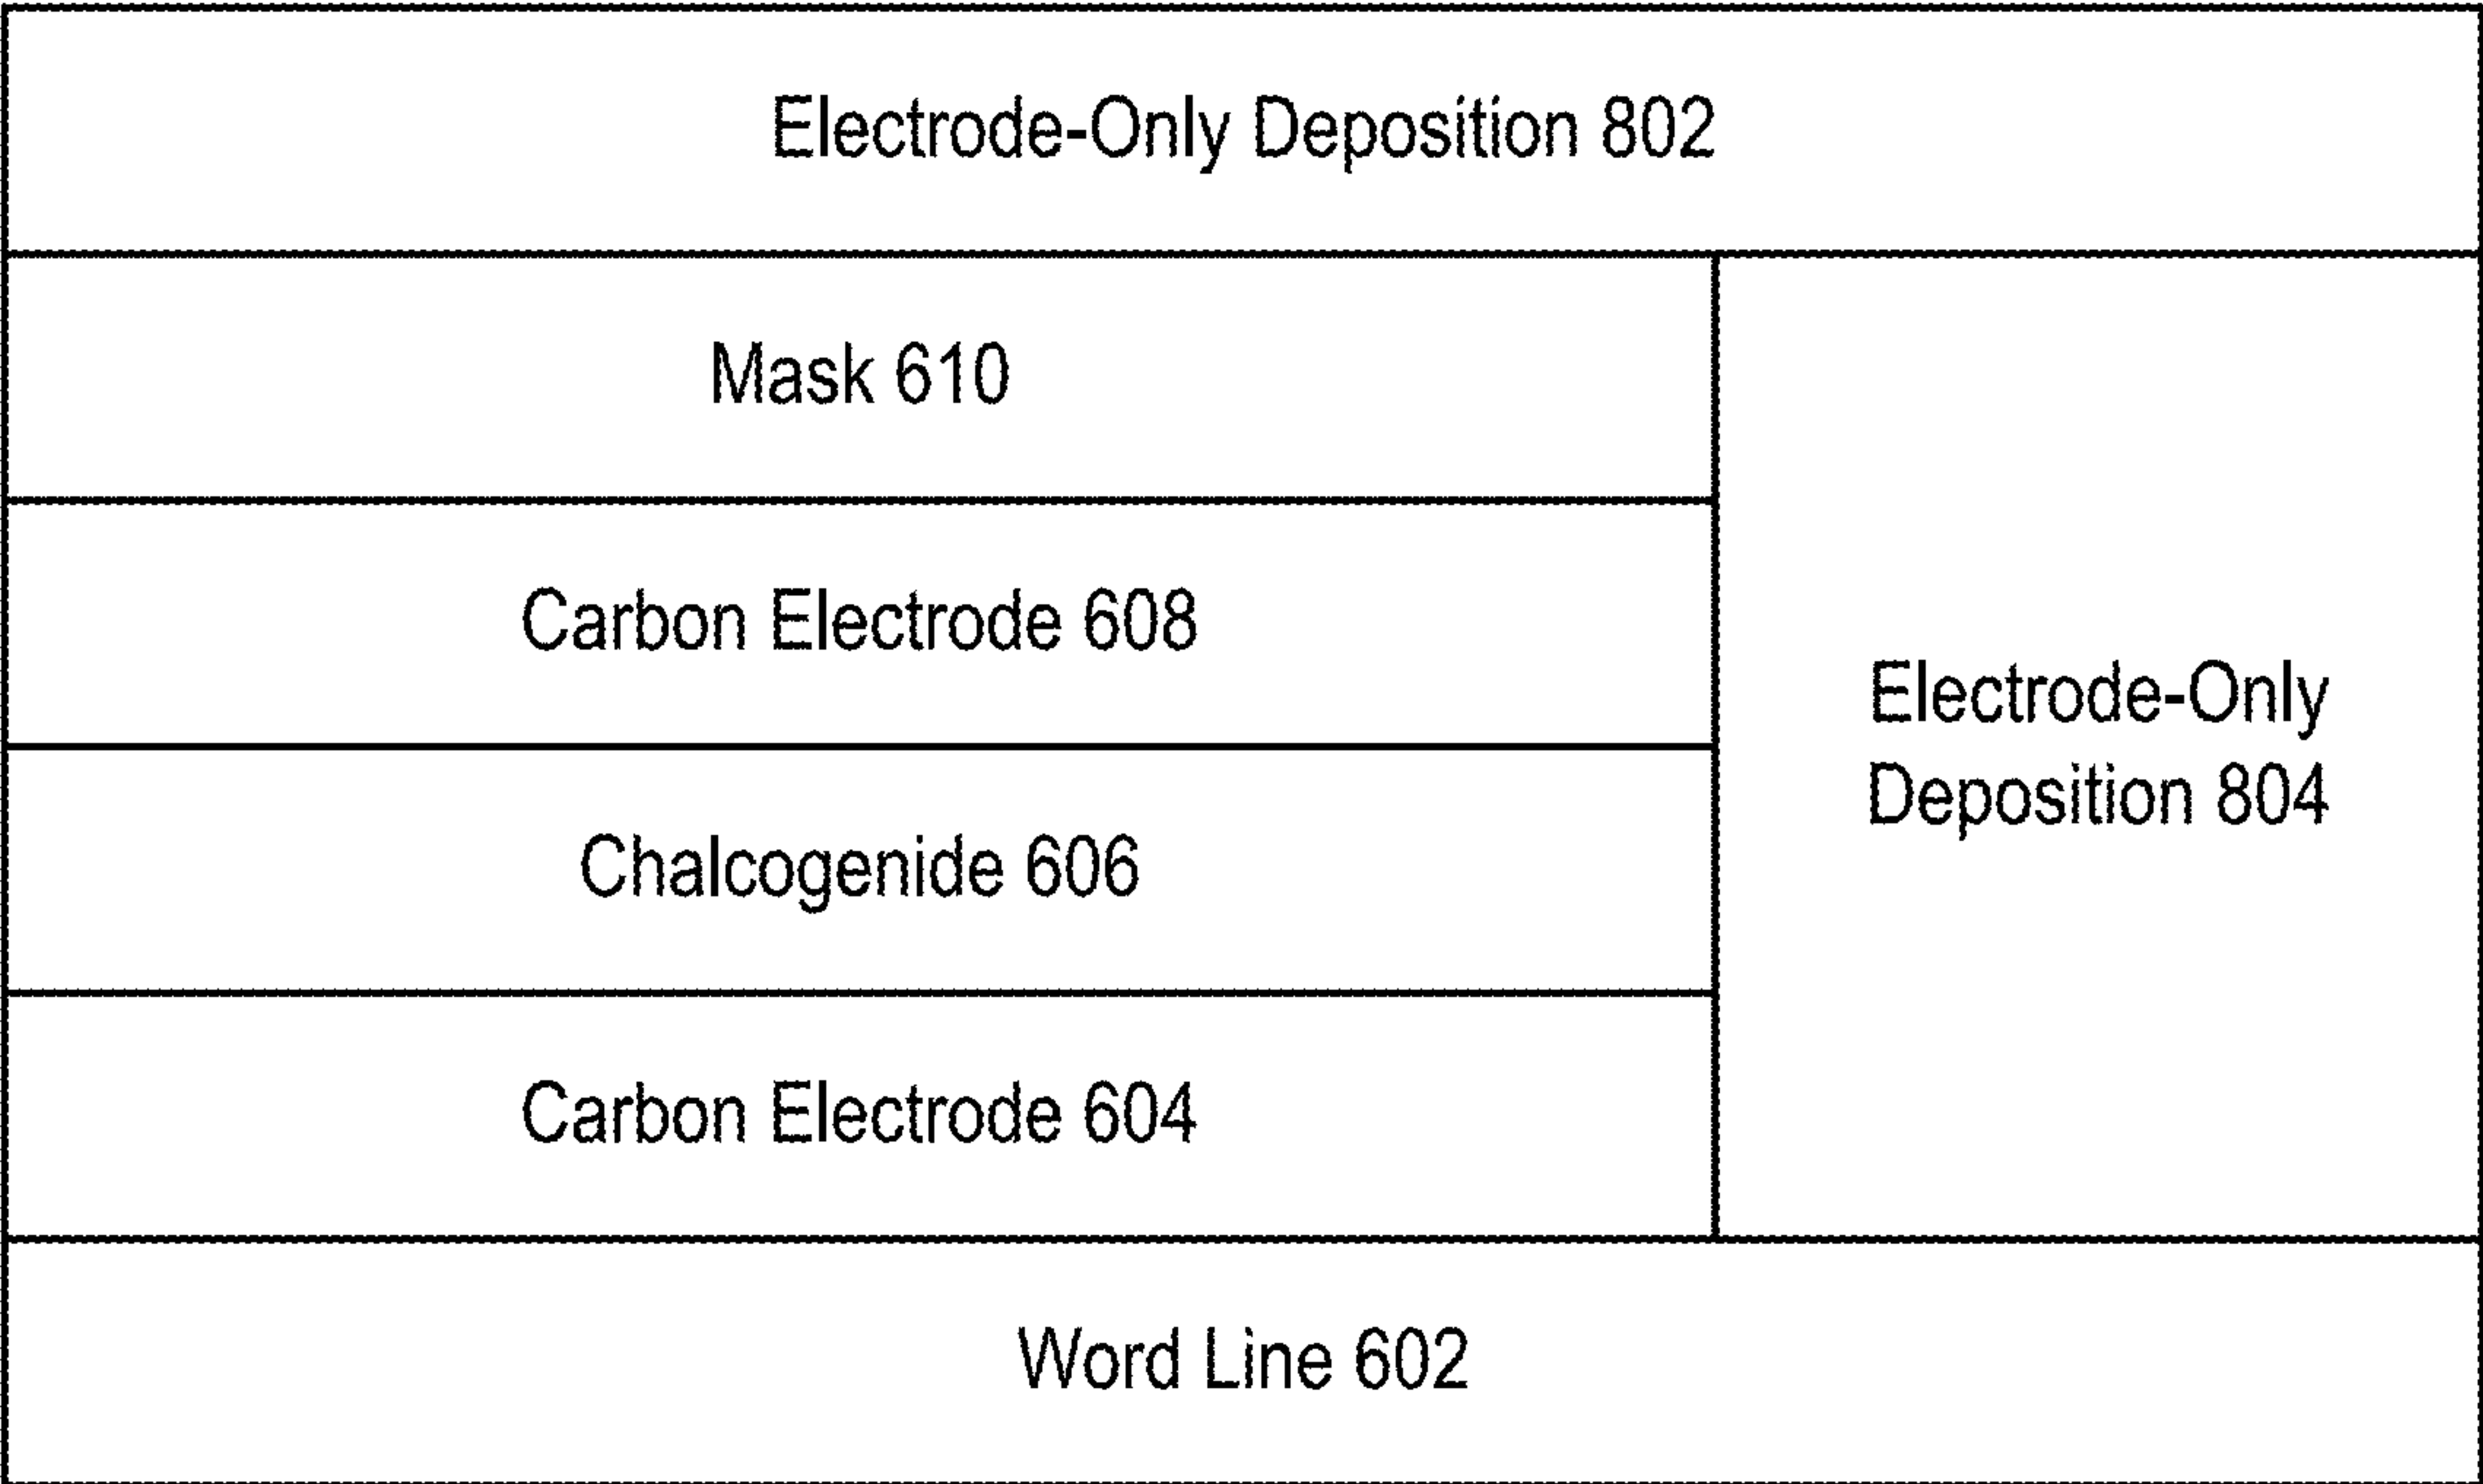 Electrode-Only Deposition 802
Mask 610
Carbon Electrode 608
Electrode-Only
Deposition 804
Chalcogenide 606
Carbon Electrode 604
Word Line 602